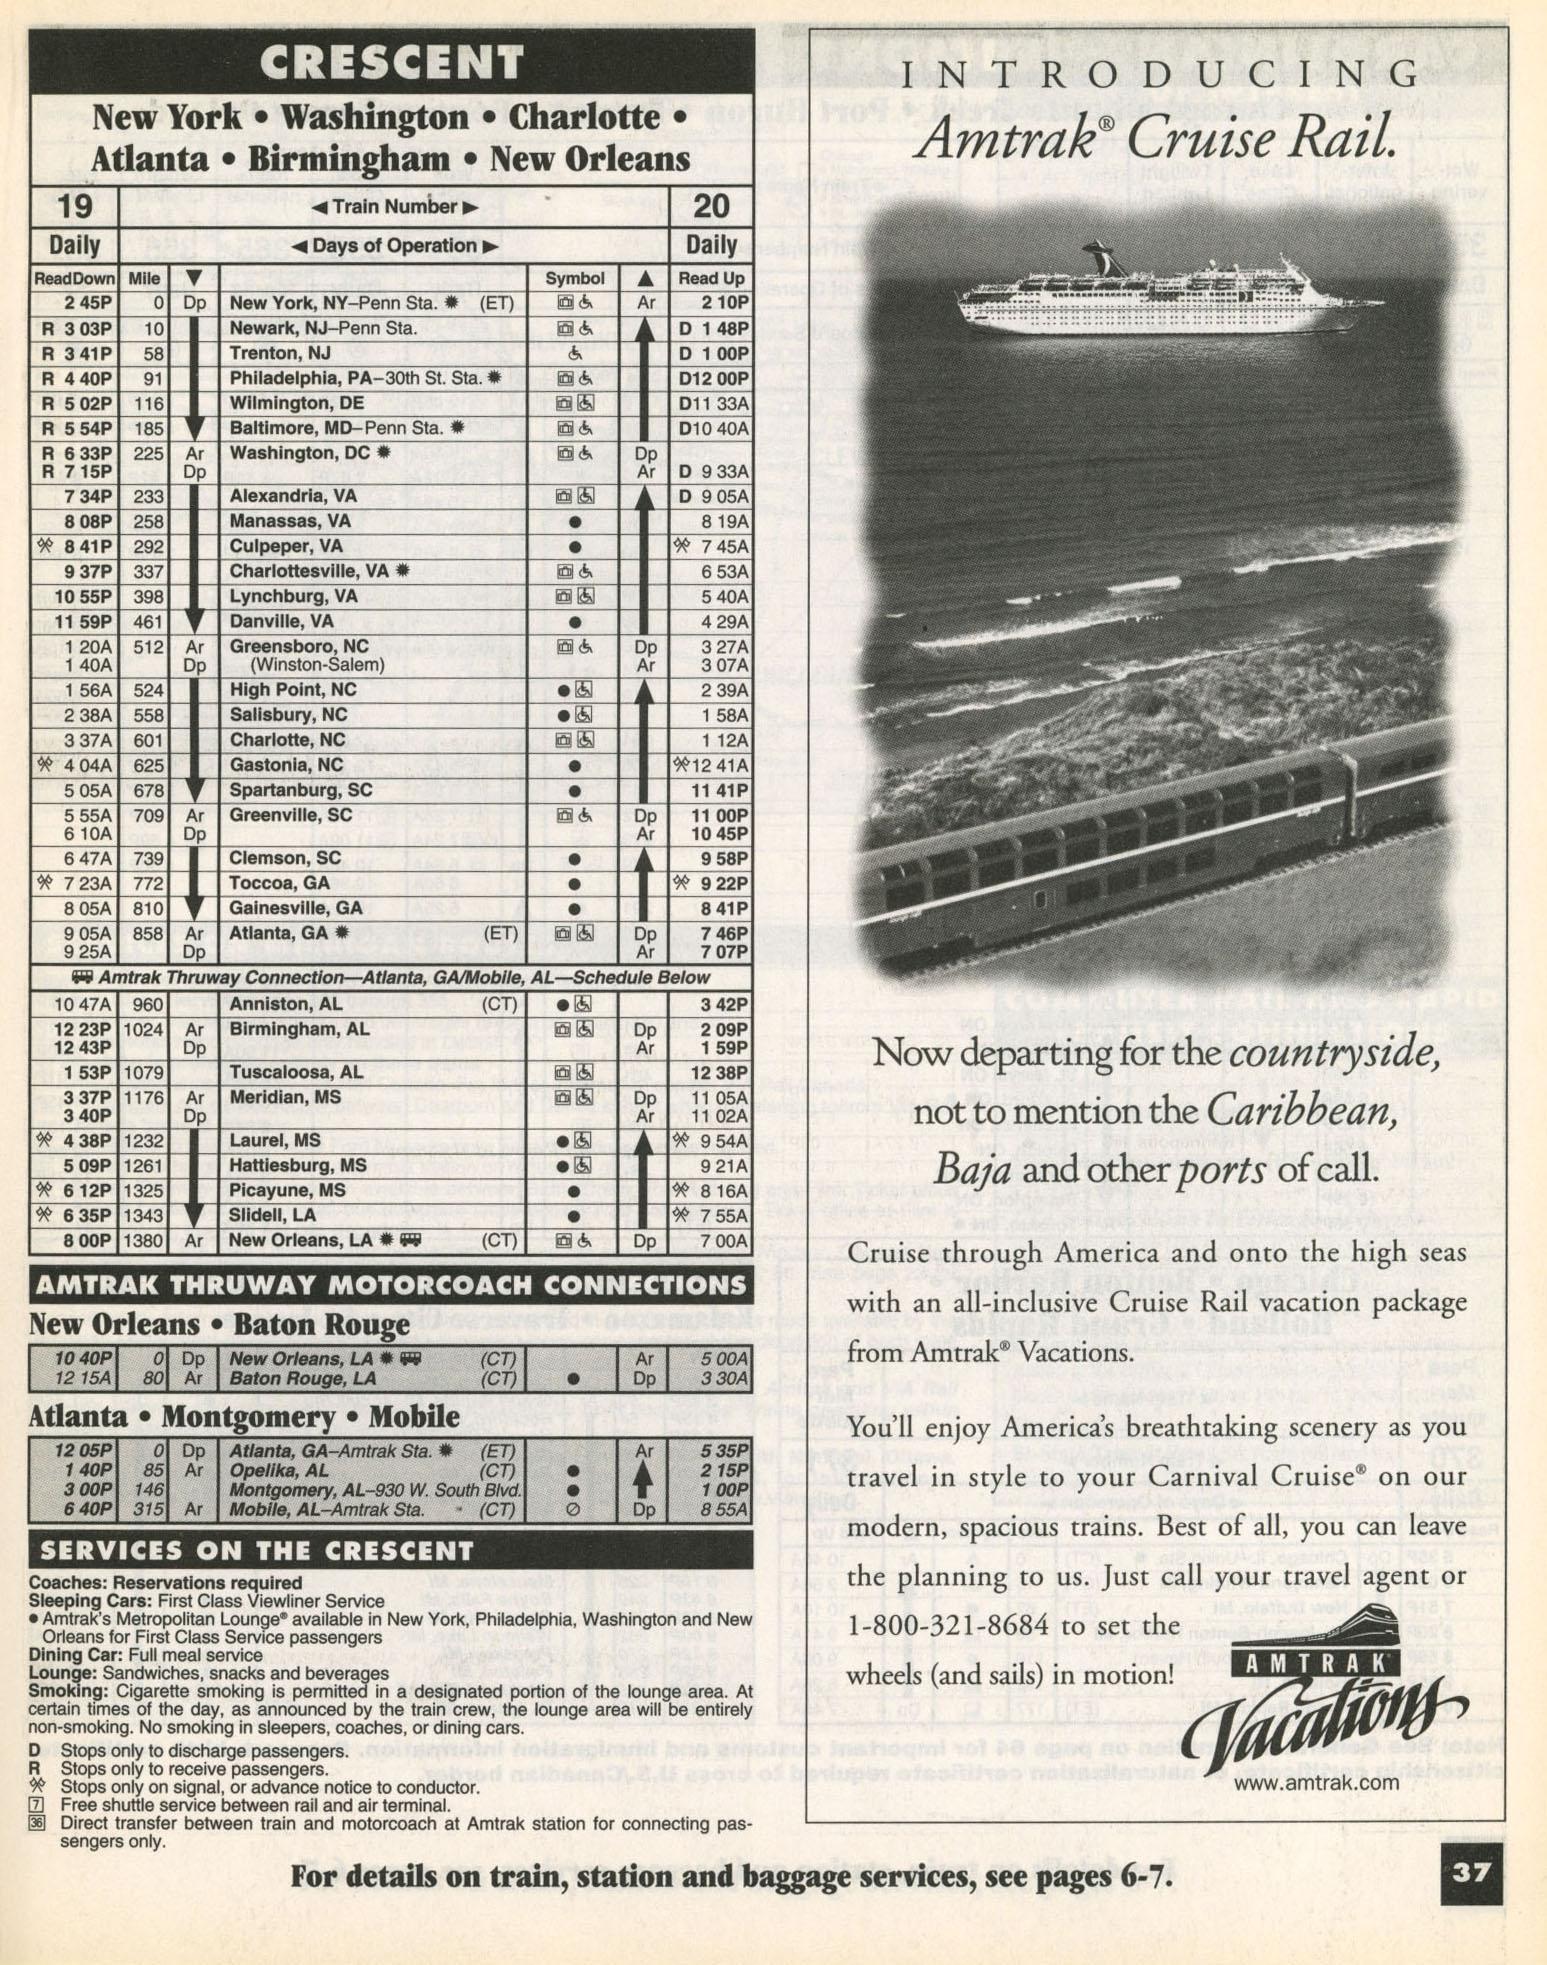 CRESCENT
New York • Washington • Charlotte •
Atlanta • Birmingham • New Orleans
19 ◄ Train Number ► 20
Daily ◄ Days of Operation ► Daily
Read Down Mile ▼ Symbol ▲ Read Up
2 45P 0 Dp New York, NY–Penn Sta. ✹ (ET) Ar 2 10P
R 3 03P 10 Newark, NJ–Penn Sta. D 1 48P
R 3 41P 58 Trenton, NJ D 1 00P
R 4 40P 91 Philadelphia, PA–30th St. Sta. ✹ D12 00P
R 5 02P 116 Wilmington, DE D11 33A
R 5 54P 185 Baltimore, MD–Penn Sta. ✹ D10 40A
R 6 33P 225 Ar Washington, DC ✹ Dp
R 7 15P Dp Ar D 9 33A
7 34P 233 Alexandria, VA D 9 05A
8 08P 258 Manassas, VA ● 8 19A
8 41P 292 Culpeper, VA ● 7 45A
9 37P 337 Charlottesville, VA ✹ 6 53A
10 55P 398 Lynchburg, VA 5 40A
11 59P 461 Danville, VA ● 4 29A
1 20A 512 Ar Greensboro, NC Dp 3 27A
1 40A Dp (Winston-Salem) Ar 3 07A
1 56A 524 High Point, NC ● 2 39A
2 38A 558 Salisbury, NC ● 1 58A
3 37A 601 Charlotte, NC 1 12A
4 04A 625 Gastonia, NC ● 12 41A
5 05A 678 Spartanburg, SC ● 11 41P
5 55A 709 Ar Greenville, SC Dp 11 00P
6 10A Dp Ar 10 45P
6 47A 739 Clemson, SC ● 9 58P
7 23A 772 Toccoa, GA ● 9 22P
8 05A 810 Gainesville, GA ● 8 41P
9 05A 858 Ar Atlanta, GA ✹ (ET) Dp 7 46P
9 25A Dp Ar 7 07P
Amtrak Thruway Connection—Atlanta, GA/Mobile, AL—Schedule Below
10 47A 960 Anniston, AL (CT) ● 3 42P
12 23P 1024 Ar Birmingham, AL Dp 2 09P
12 43P Dp Ar 1 59P
1 53P 1079 Tuscaloosa, AL 12 38P
3 37P 1176 Ar Meridian, MS Dp 11 05A
3 40P Dp Ar 11 02A
4 38P 1232 Laurel, MS ● 9 54A
5 09P 1261 Hattiesburg, MS ● 9 21A
6 12P 1325 Picayune, MS ● 8 16A
6 35P 1343 Slidell, LA ● 7 55A
8 00P 1380 Ar New Orleans, LA ✹ (CT) Dp 7 00A
AMTRAK THRUWAY MOTORCOACH CONNECTIONS
New Orleans • Baton Rouge
10 40P 0 Dp New Orleans, LA ✹ (CT) Ar 5 00A
12 15A 80 Ar Baton Rouge, LA (CT) ● Dp 3 30A
Atlanta • Montgomery • Mobile
12 05P 0 Dp Atlanta, GA–Amtrak Sta. ✹ (ET) Ar 5 35P
1 40P 85 Ar Opelika, AL (CT) ● 2 15P
3 00P 146 Montgomery, AL–930 W. South Blvd. ● 1 00P
6 40P 315 Ar Mobile, AL–Amtrak Sta. (CT) ⊘ Dp 8 55A
SERVICES ON THE CRESCENT
Coaches: Reservations required
Sleeping Cars: First Class Viewliner Service
• Amtrak's Metropolitan Lounge® available in New York, Philadelphia, Washington and New
Orleans for First Class Service passengers
Dining Car: Full meal service
Lounge: Sandwiches, snacks and beverages
Smoking: Cigarette smoking is permitted in a designated portion of the lounge area. At
certain times of the day, as announced by the train crew, the lounge area will be entirely
non-smoking. No smoking in sleepers, coaches, or dining cars.
D Stops only to discharge passengers.
R Stops only to receive passengers.
Stops only on signal, or advance notice to conductor.
7 Free shuttle service between rail and air terminal.
36 Direct transfer between train and motorcoach at Amtrak station for connecting pas-
sengers only.
INTRODUCING
Amtrak® Cruise Rail.
Now departing for the countryside,
not to mention the Caribbean,
Baja and other ports of call.
Cruise through America and onto the high seas
with an all-inclusive Cruise Rail vacation package
from Amtrak® Vacations.
You'll enjoy America's breathtaking scenery as you
travel in style to your Carnival Cruise® on our
modern, spacious trains. Best of all, you can leave
the planning to us. Just call your travel agent or
1-800-321-8684 to set the
wheels (and sails) in motion!
AMTRAK®
Vacations
www.amtrak.com
For details on train, station and baggage services, see pages 6-7.
37